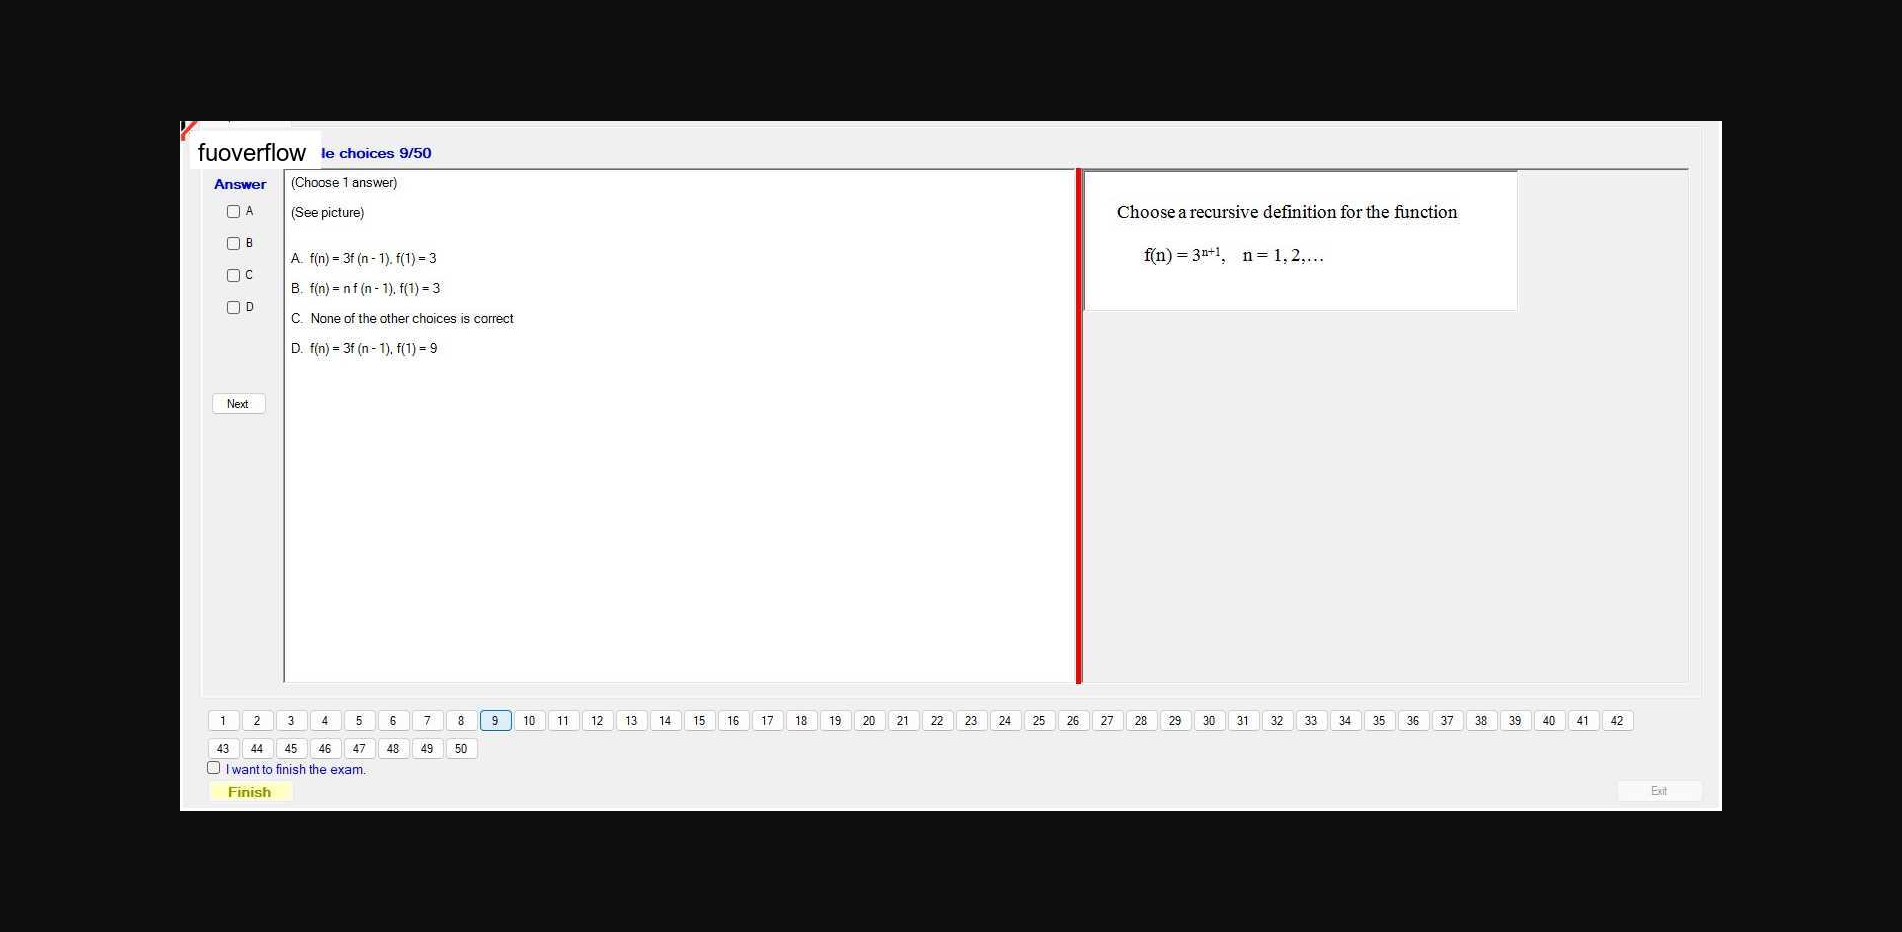 fuoverflow le choices 9/50
Answer
A
B
C
D
Next
(Choose 1 answer)
(See picture)
A. f(n) = 3f (n - 1), f(1) = 3
B. f(n) = n f (n - 1), f(1) = 3
C. None of the other choices is correct
D. f(n) = 3f (n - 1), f(1) = 9
Choose a recursive definition for the function
f(n) = 3ⁿ⁺¹, n = 1, 2,…
1 2 3 4 5 6 7 8 9 10 11 12 13 14 15 16 17 18 19 20 21 22 23 24 25 26 27 28 29 30 31 32 33 34 35 36 37 38 39 40 41 42
43 44 45 46 47 48 49 50
I want to finish the exam.
Finish
Exit